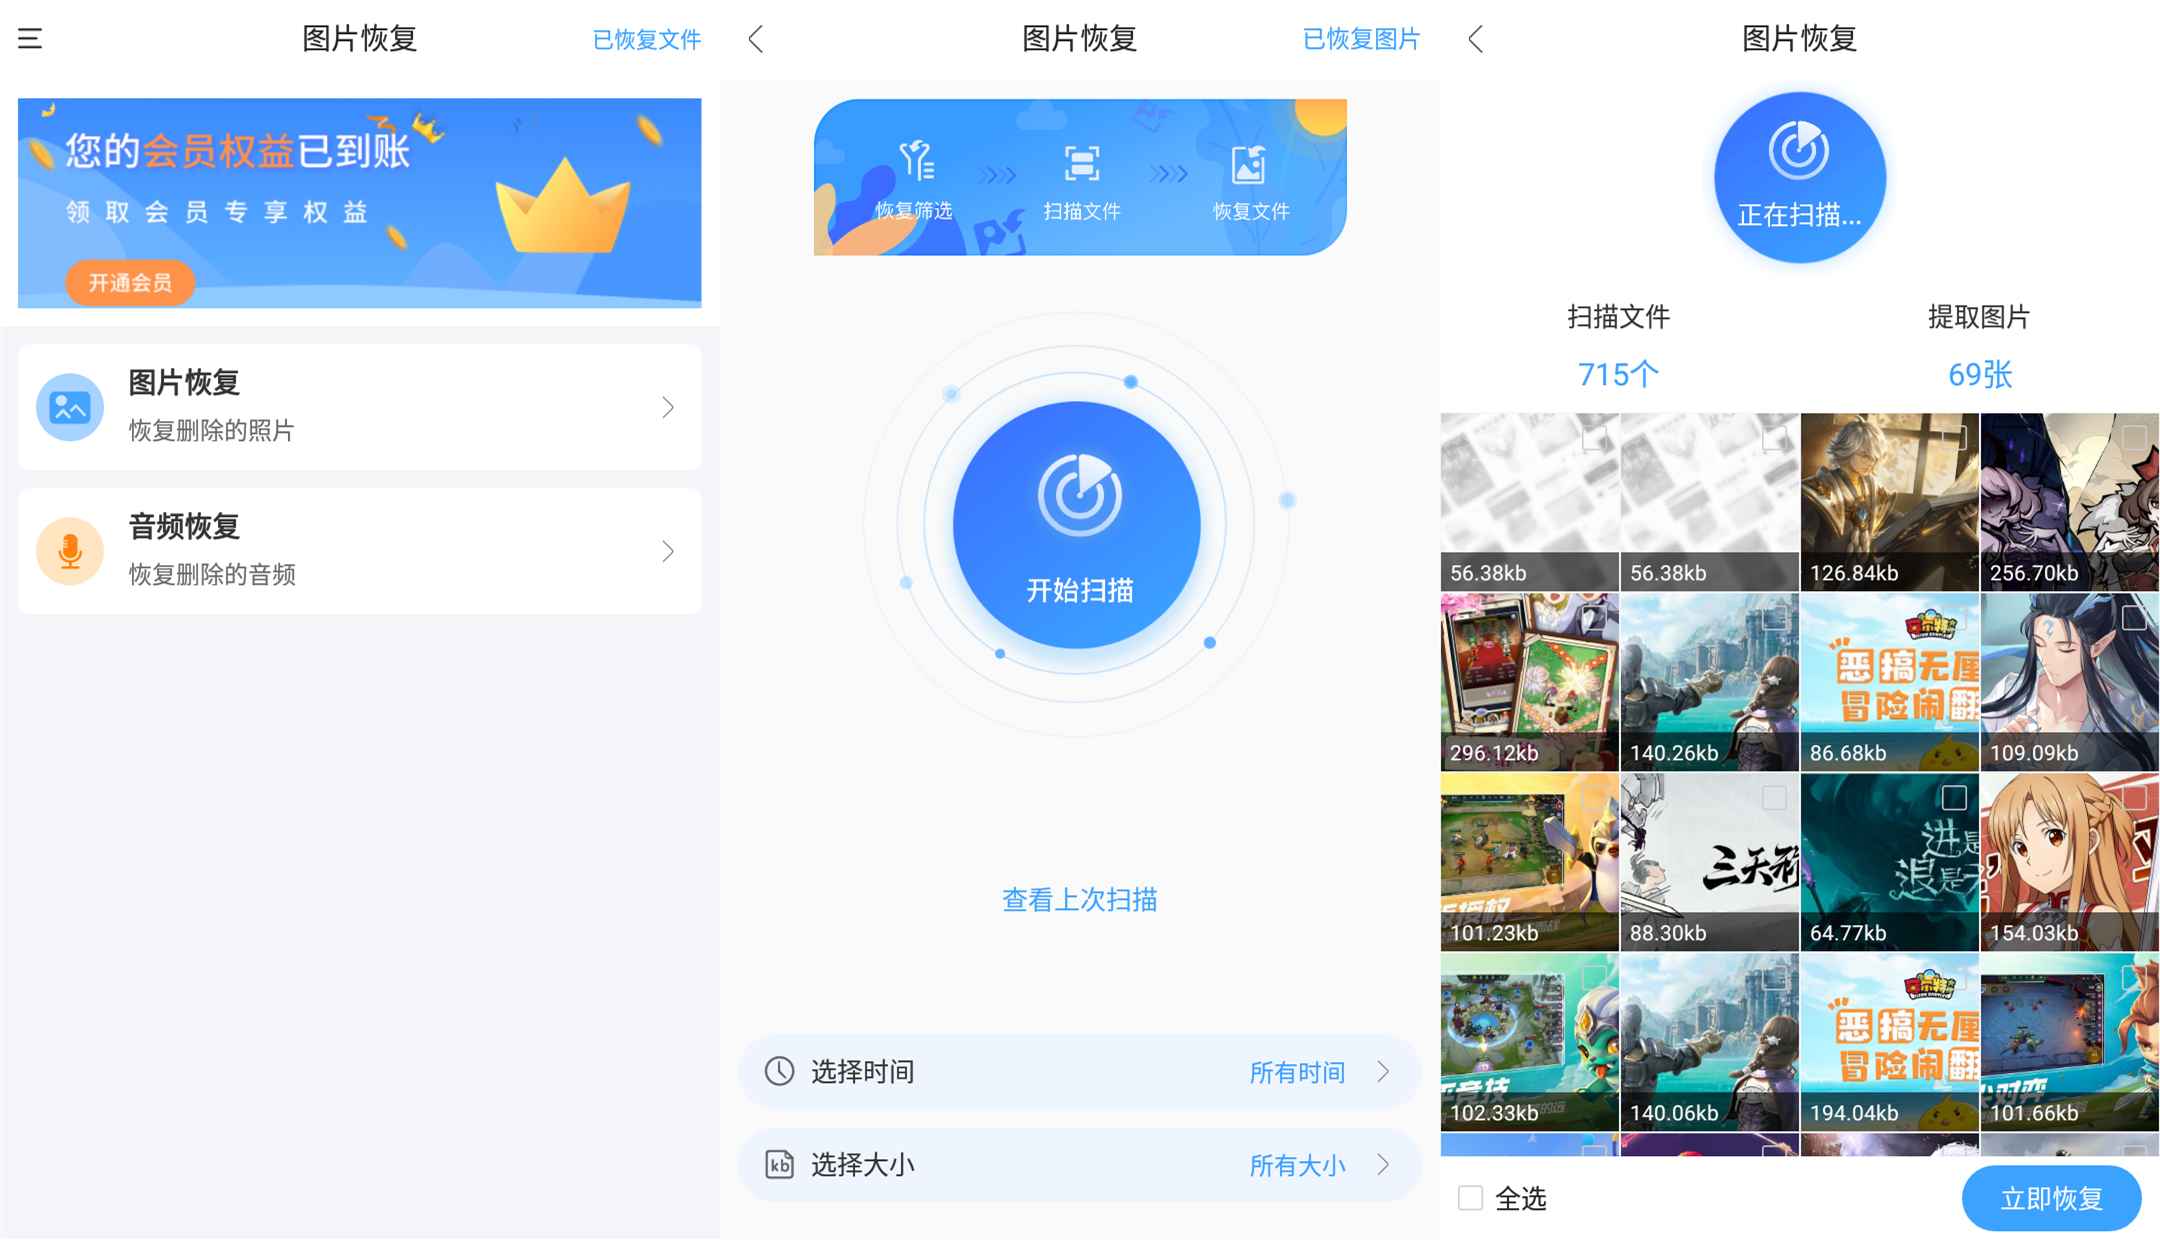 图片恢复
已恢复文件
您的会员权益已到账
领取会员专享权益
开通会员
图片恢复
恢复删除的照片
音频恢复
恢复删除的音频
图片恢复
已恢复图片
恢复筛选
扫描文件
恢复文件
开始扫描
查看上次扫描
选择时间
所有时间
kb
选择大小
所有大小
图片恢复
正在扫描...
扫描文件
提取图片
715个
69张
56.38kb
56.38kb
126.84kb
256.70kb
恶搞无厘
冒险闹翻
296.12kb
140.26kb
86.68kb
109.09kb
授权
三天
进是
浪是
101.23kb
88.30kb
64.77kb
154.03kb
竞技
恶搞无厘
冒险闹翻
对弈
102.33kb
140.06kb
194.04kb
101.66kb
全选
立即恢复